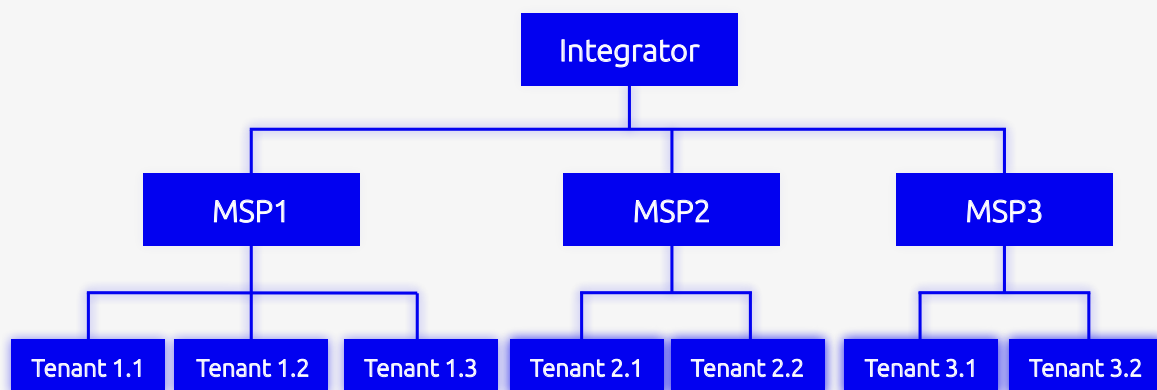 Integrator
MSP1
MSP2
MSP3
Tenant 1.1
Tenant 1.2
Tenant 1.3
Tenant 2.1
Tenant 2.2
Tenant 3.1
Tenant 3.2